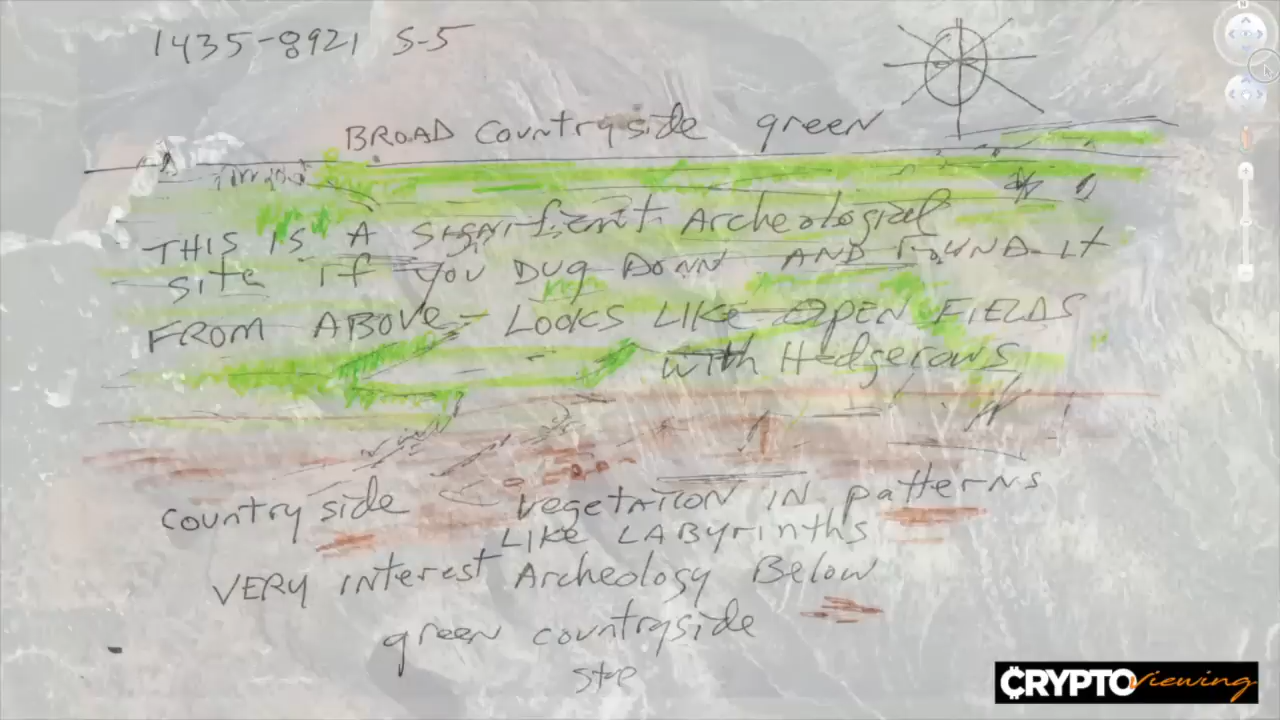 1435-8921 S-5
N
BROAD Countryside green
THIS IS A Significant Archeological
Site if YOU DUG DOWN AND FOUND IT
FROM ABOVE - LOOKS LIKE OPEN FIELDS
with Hedgerows
country side vegetation IN patterns
LIKE LABYrinths
VERY interest Archeology Below
green countryside
CRYPTOviewing